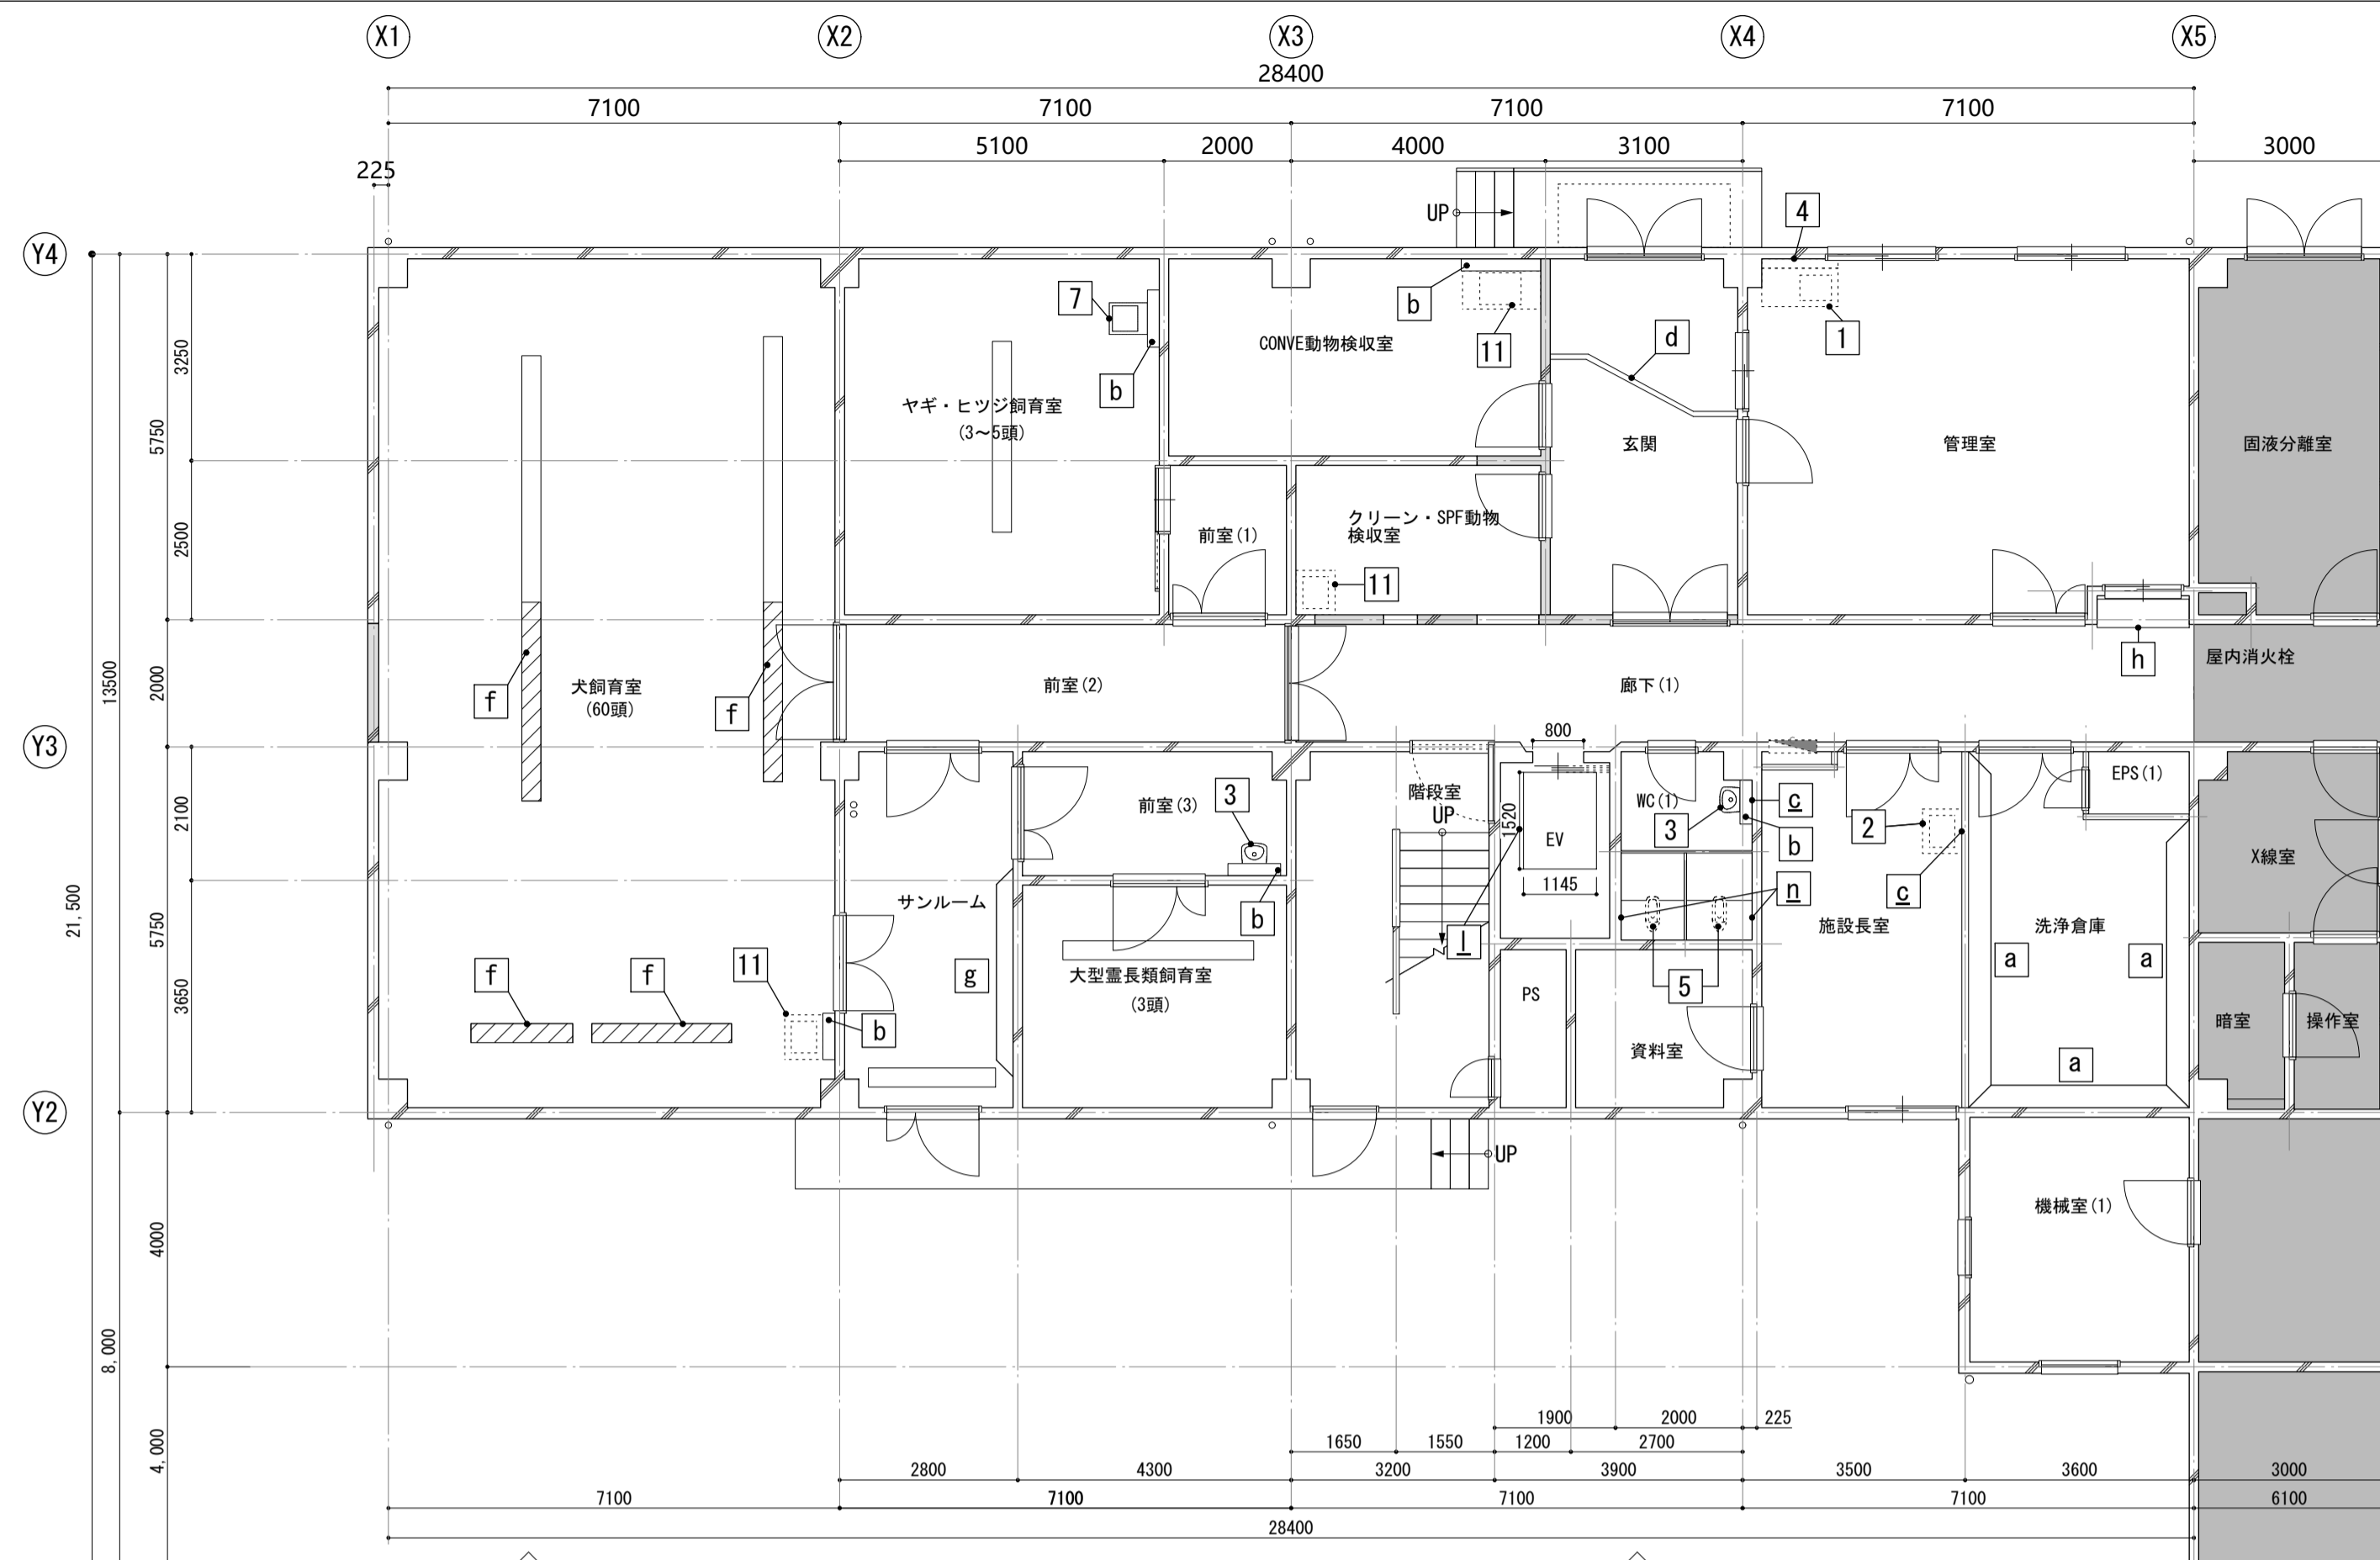 X1
X2
X3
X4
X5
28400
7100
7100
7100
7100
5100
2000
4000
3100
3000
225
UP
4
Y4
7
b
b
11
1
d
CONVE動物検収室
3250
5750
ヤギ・ヒツジ飼育室
(3～5頭)
玄関
管理室
固液分離室
2500
前室(1)
クリーン・SPF動物
検収室
11
13500
2000
f
f
犬飼育室
(60頭)
前室(2)
廊下(1)
h
屋内消火栓
Y3
800
2100
前室(3)
3
階段室
UP
1520
EV
1145
WC(1)
3
c
b
2
EPS(1)
X線室
21,500
5750
サンルーム
b
n
c
施設長室
洗浄倉庫
l
a
a
3650
f
f
11
g
大型霊長類飼育室
(3頭)
PS
5
b
資料室
a
暗室
操作室
Y2
UP
機械室(1)
4000
8,000
4,000
1900
2000
225
1650
1550
1200
2700
2800
4300
3200
3900
3500
3600
3000
7100
7100
7100
7100
6100
28400